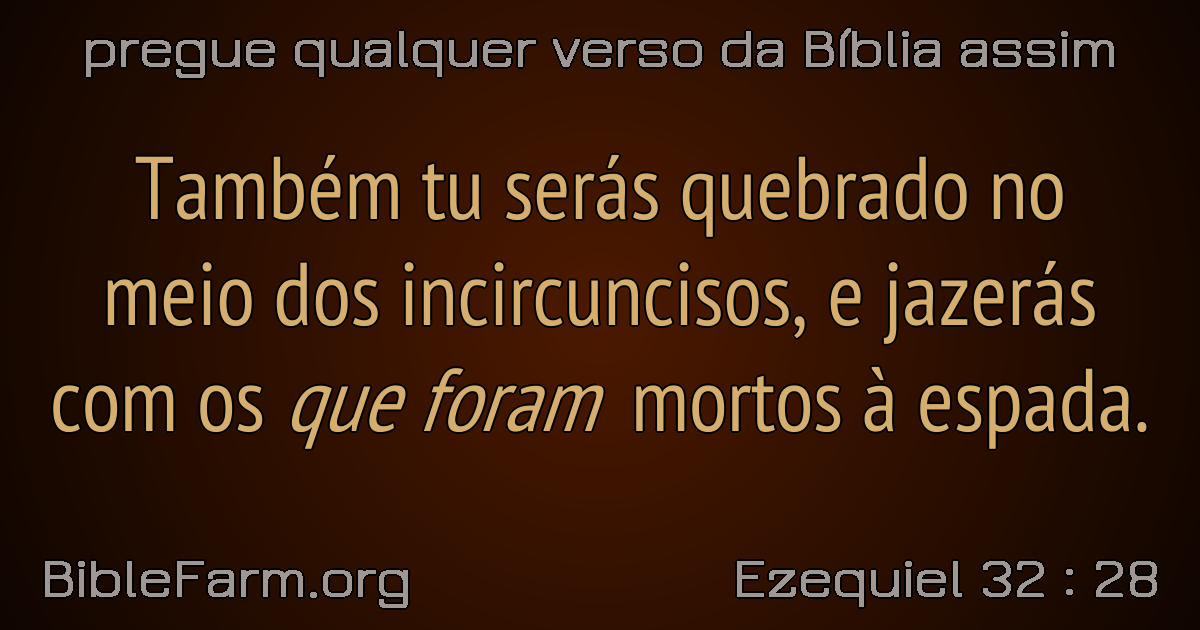 pregue qualquer verso da Bíblia assim
Também tu serás quebrado no
meio dos incircuncisos, e jazerás
com os que foram mortos à espada.
BibleFarm.org
Ezequiel 32 : 28